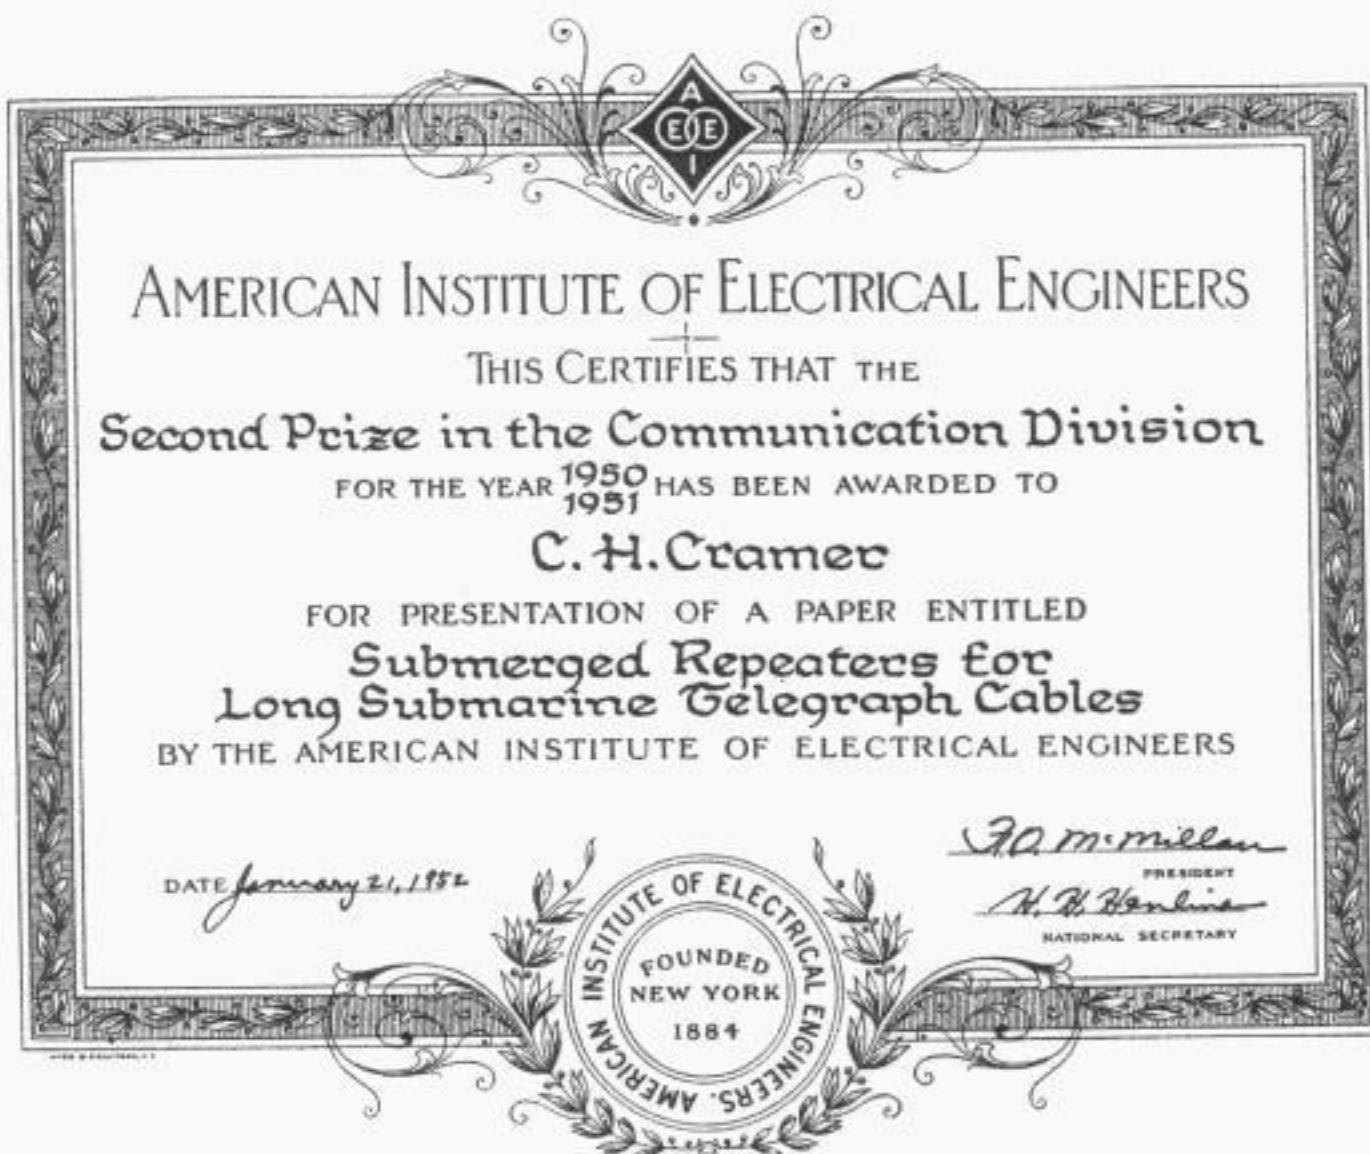 A
E E
I
AMERICAN INSTITUTE OF ELECTRICAL ENGINEERS
THIS CERTIFIES THAT THE
Second Prize in the Communication Division
FOR THE YEAR 1950 1951 HAS BEEN AWARDED TO
C. H. Cramer
FOR PRESENTATION OF A PAPER ENTITLED
Submerged Repeaters for
Long Submarine Telegraph Cables
BY THE AMERICAN INSTITUTE OF ELECTRICAL ENGINEERS
F.O. McMillan
PRESIDENT
DATE January 21, 1952
H. H. Henline
NATIONAL SECRETARY
AMERICAN INSTITUTE OF ELECTRICAL ENGINEERS.
FOUNDED
NEW YORK
1884